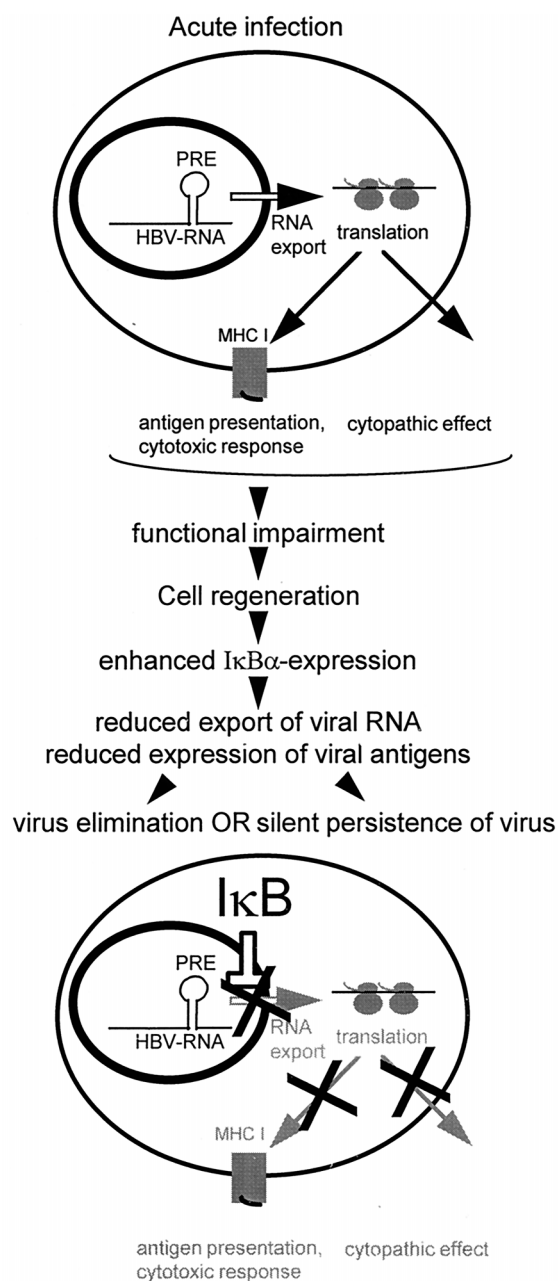 Acute infection
PRE
HBV-RNA
RNA
export
translation
MHC I
antigen presentation,
cytotoxic response
cytopathic effect
functional impairment
Cell regeneration
enhanced IκBα-expression
reduced export of viral RNA
reduced expression of viral antigens
virus elimination OR silent persistence of virus
IκB
PRE
HBV-RNA
RNA
export
translation
MHC I
antigen presentation,
cytotoxic response
cytopathic effect